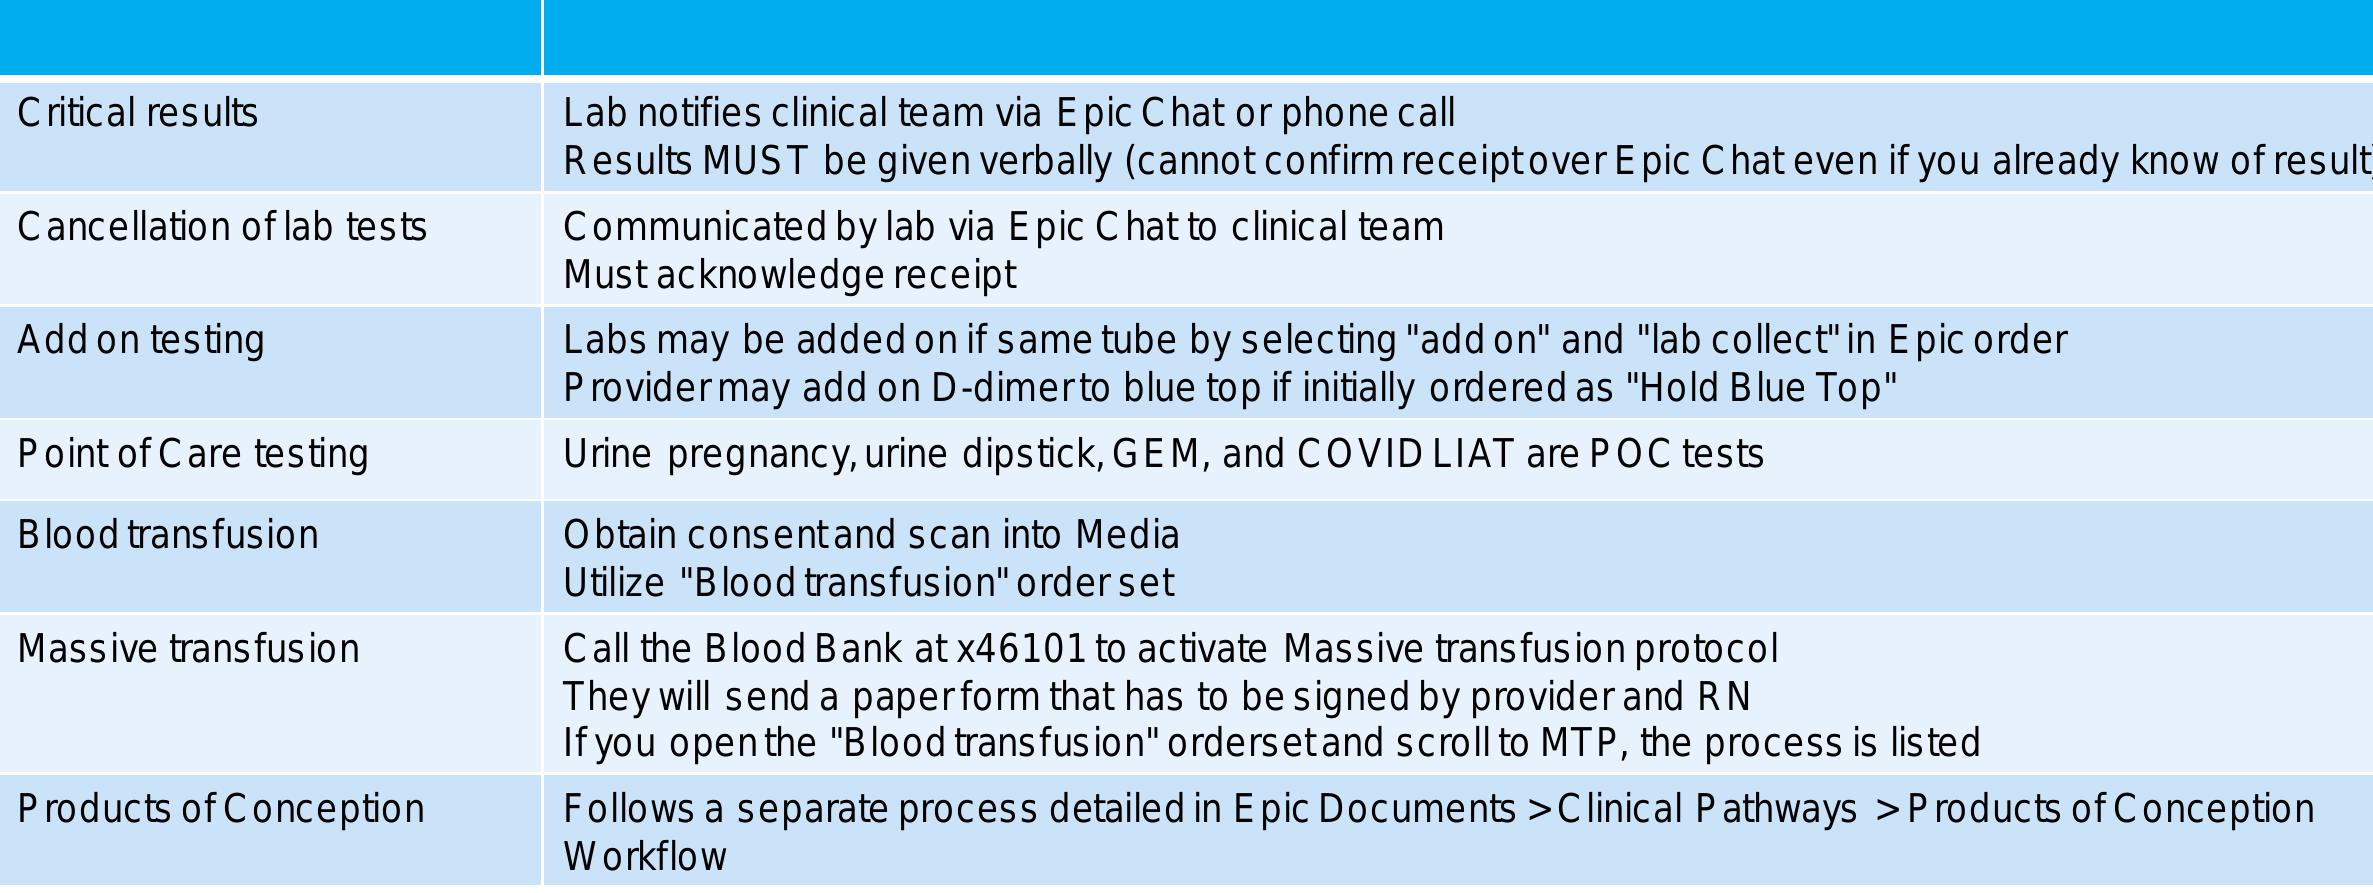 Critical results
Lab notifies clinical team via Epic Chat or phone call
Results MUST be given verbally (cannot confirm receipt over Epic Chat even if you already know of result)
Cancellation of lab tests
Communicated by lab via Epic Chat to clinical team
Must acknowledge receipt
Add on testing
Labs may be added on if same tube by selecting "add on" and "lab collect" in Epic order
Provider may add on D-dimer to blue top if initially ordered as "Hold Blue Top"
Point of Care testing
Urine pregnancy, urine dipstick, GEM, and COVID LIAT are POC tests
Blood transfusion
Obtain consent and scan into Media
Utilize "Blood transfusion" order set
Massive transfusion
Call the Blood Bank at x46101 to activate Massive transfusion protocol
They will send a paper form that has to be signed by provider and RN
If you open the "Blood transfusion" orderset and scroll to MTP, the process is listed
Products of Conception
Follows a separate process detailed in Epic Documents > Clinical Pathways > Products of Conception
Workflow